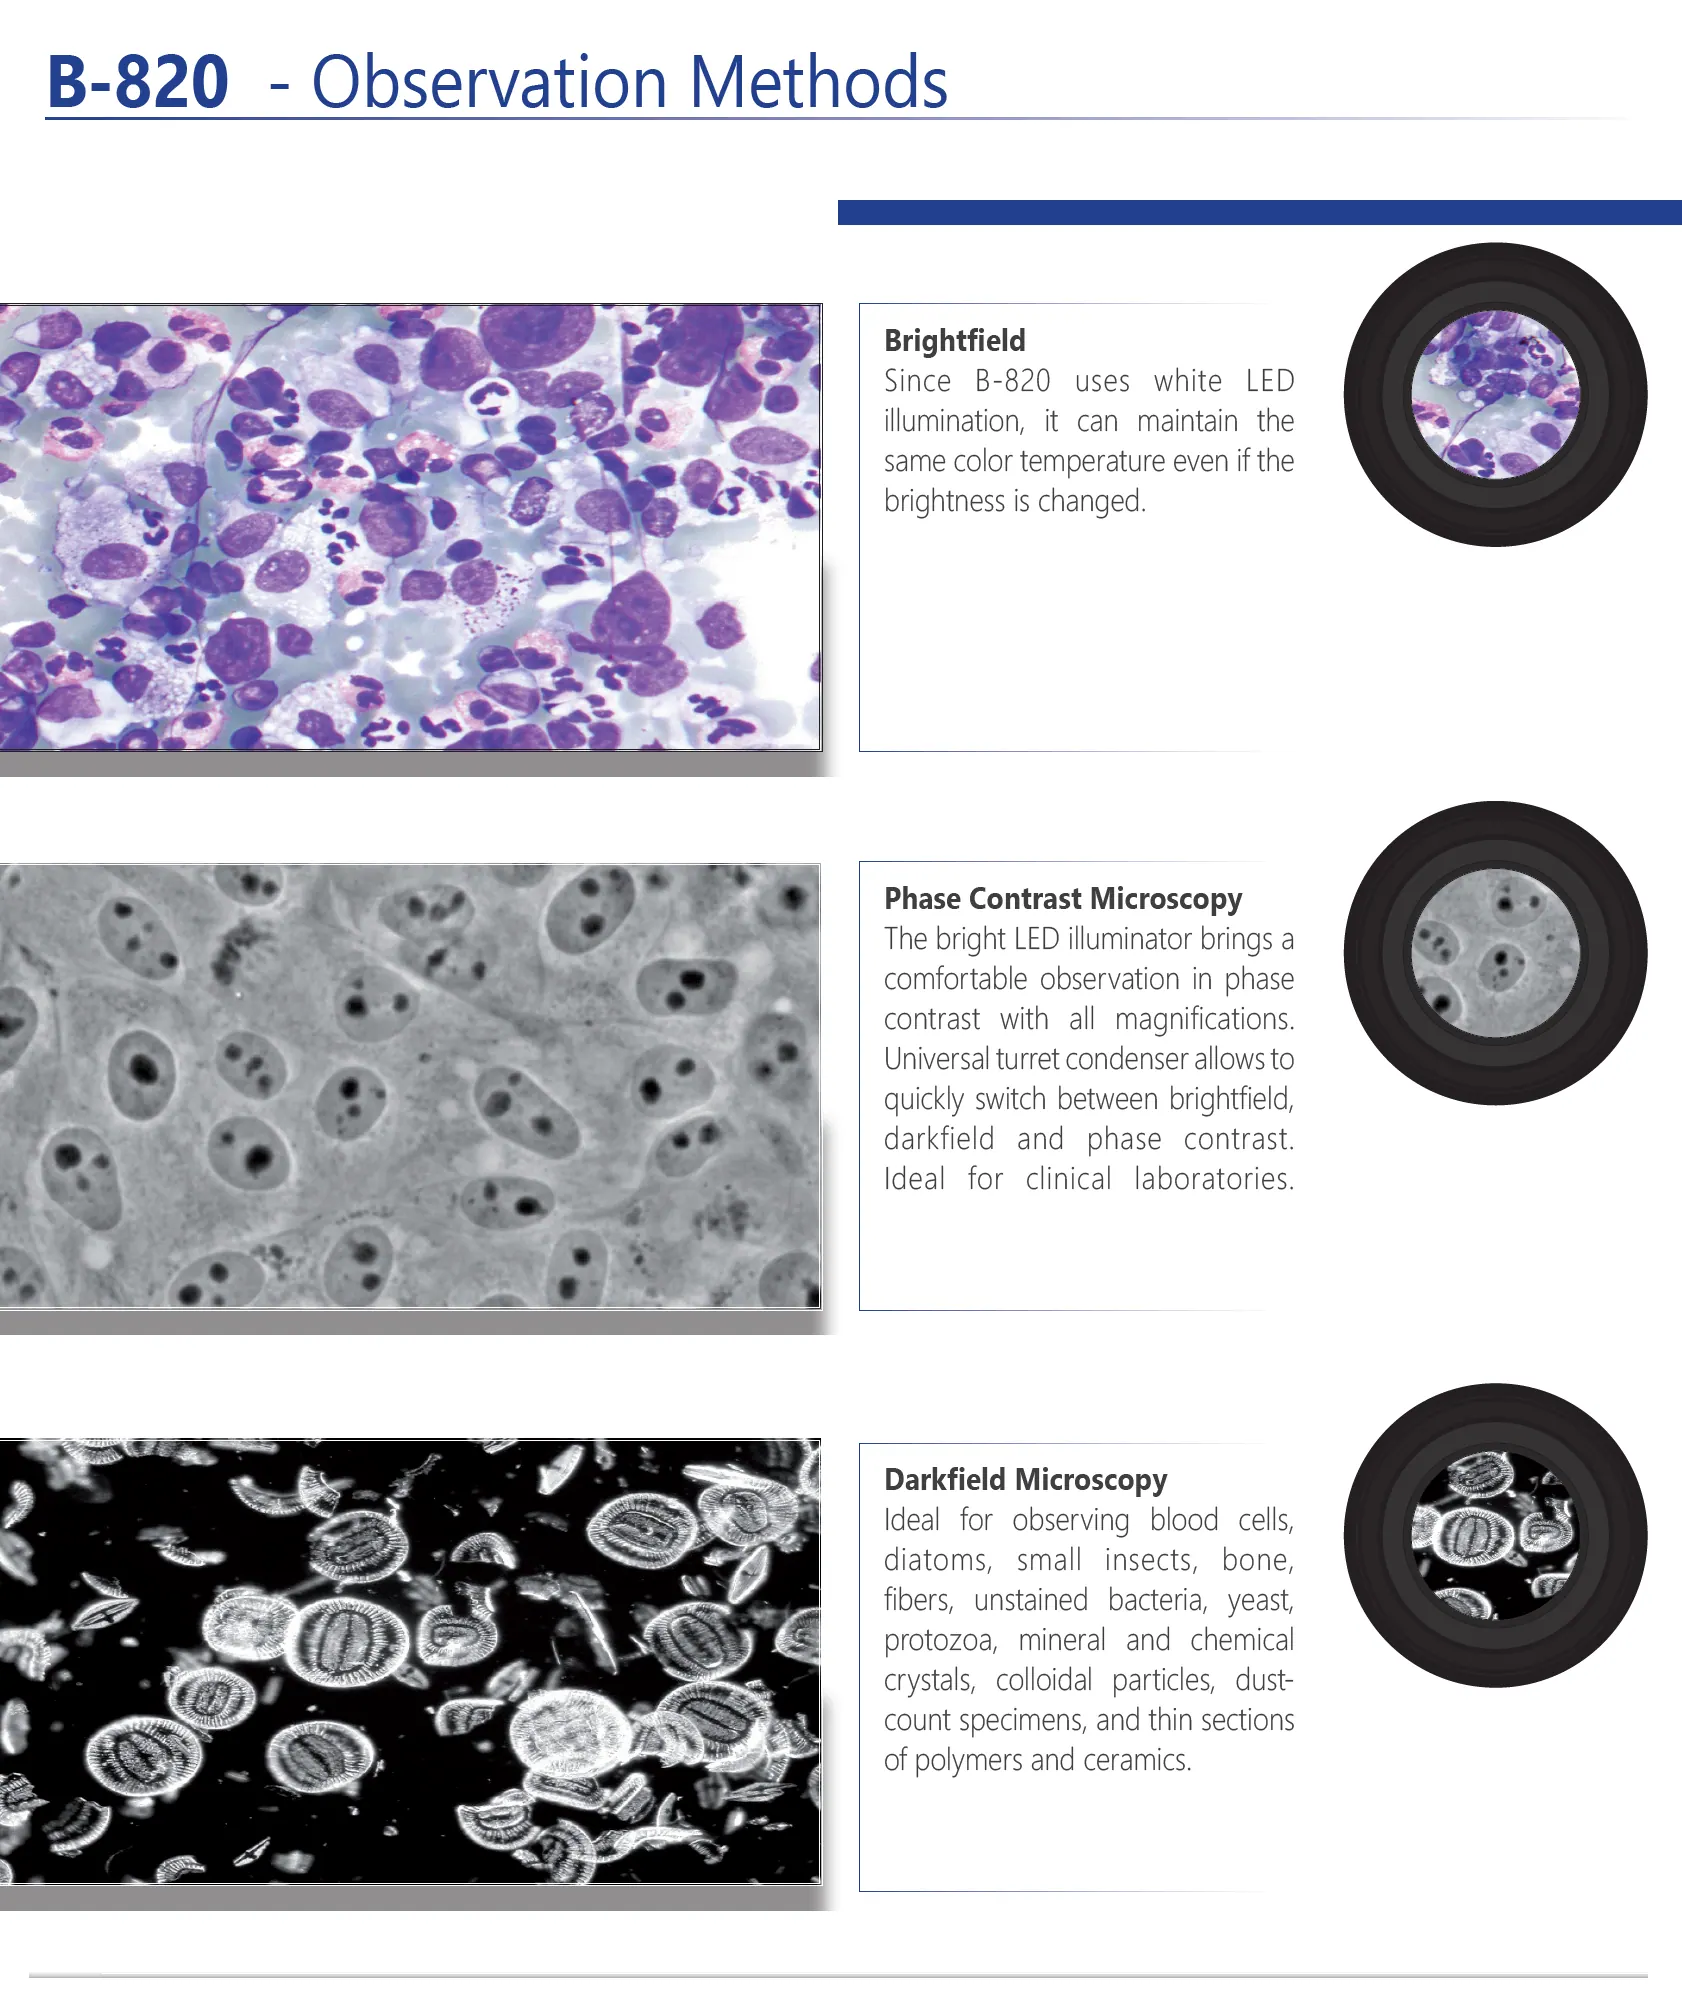 B-820 - Observation Methods
Brightfield
Since B-820 uses white LED
illumination, it can maintain the
same color temperature even if the
brightness is changed.
Phase Contrast Microscopy
The bright LED illuminator brings a
comfortable observation in phase
contrast with all magnifications.
Universal turret condenser allows to
quickly switch between brightfield,
darkfield and phase contrast.
Ideal for clinical laboratories.
Darkfield Microscopy
Ideal for observing blood cells,
diatoms, small insects, bone,
fibers, unstained bacteria, yeast,
protozoa, mineral and chemical
crystals, colloidal particles, dust-
count specimens, and thin sections
of polymers and ceramics.